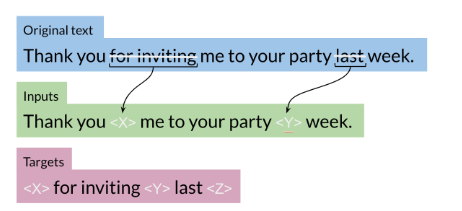 Original text
Thank you for inviting me to your party last week.
Inputs
Thank you <X> me to your party <Y> week.
Targets
<X> for inviting <Y> last <Z>